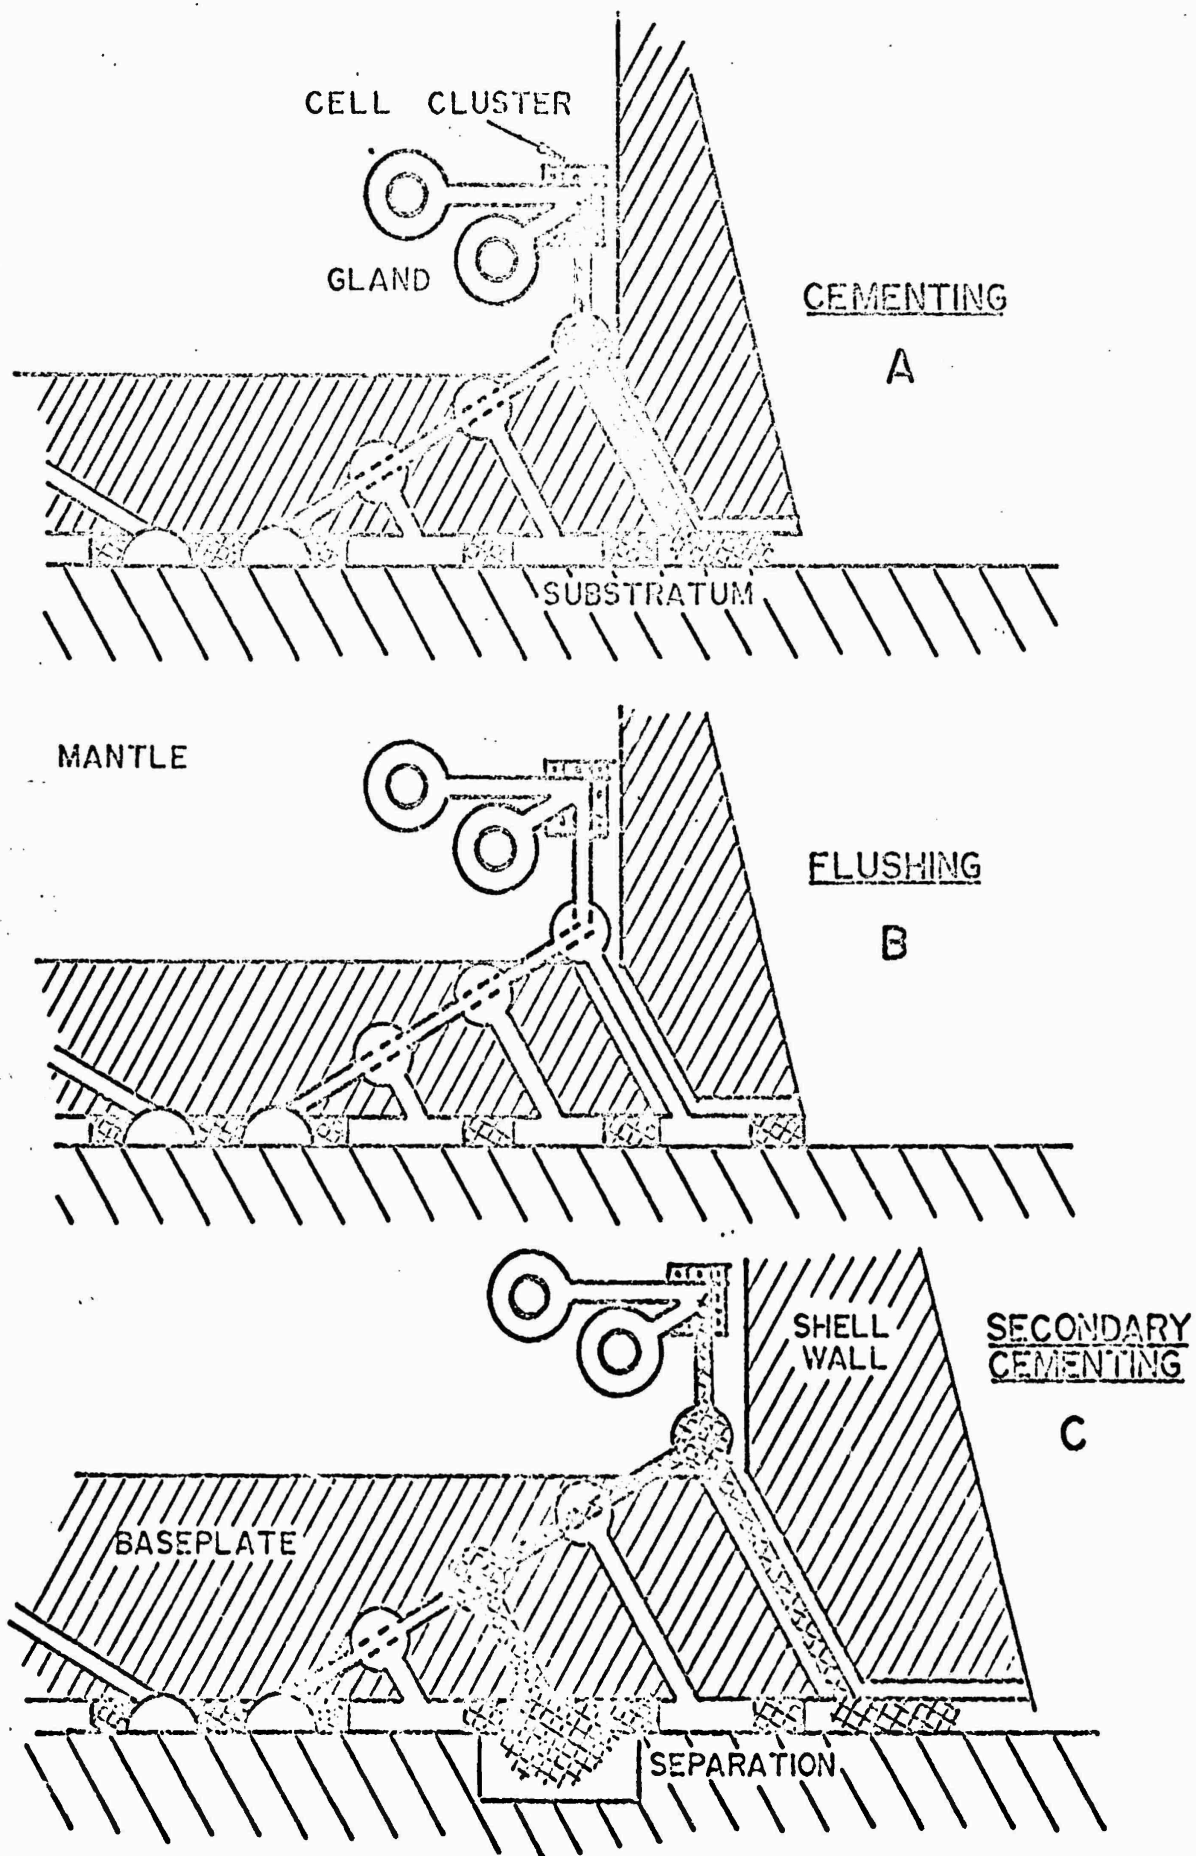 CELL CLUSTER
GLAND
CEMENTING
A
SUBSTRATUM
MANTLE
FLUSHING
B
SHELL
WALL
SECONDARY
CEMENTING
C
BASEPLATE
SEPARATION